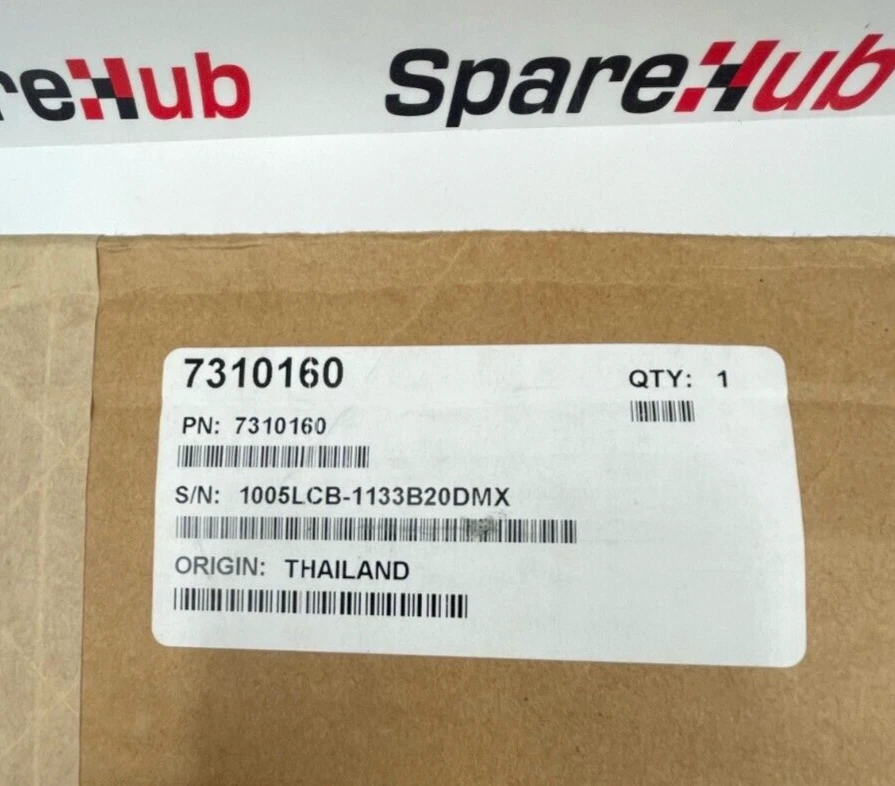 reHub
SpareHub
7310160
QTY: 1
PN: 7310160
S/N: 1005LCB-1133B20DMX
ORIGIN: THAILAND